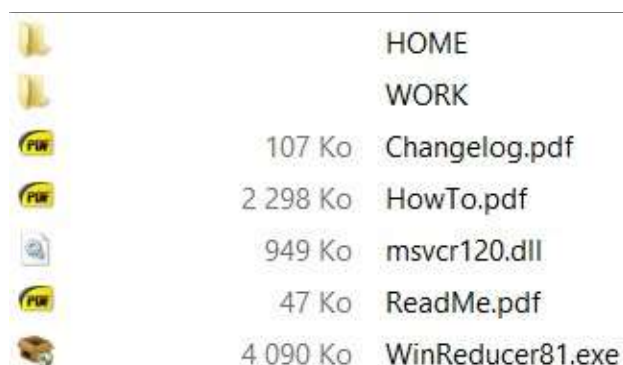 HOME
WORK
107 Ko Changelog.pdf
2 298 Ko HowTo.pdf
949 Ko msvcr120.dll
47 Ko ReadMe.pdf
4 090 Ko WinReducer81.exe